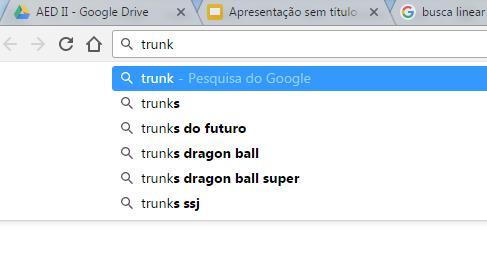 AED II - Google Drive
Apresentação sem título
busca linear
trunk
trunk - Pesquisa do Google
trunks
trunks do futuro
trunks dragon ball
trunks dragon ball super
trunks ssj